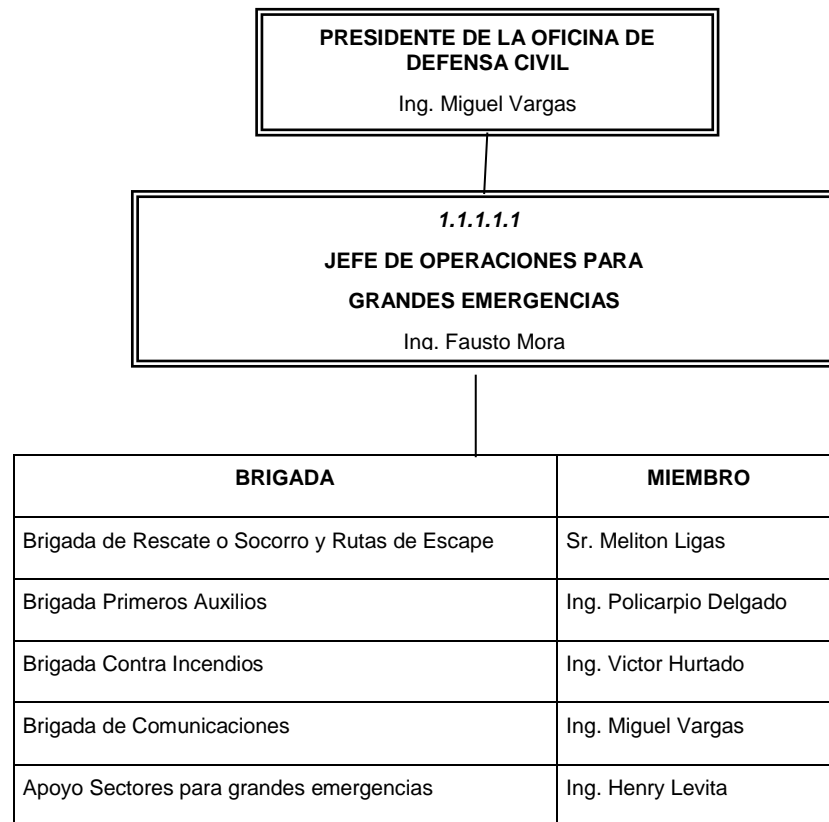 PRESIDENTE DE LA OFICINA DE
DEFENSA CIVIL
Ing. Miguel Vargas
1.1.1.1.1
JEFE DE OPERACIONES PARA
GRANDES EMERGENCIAS
Ing. Fausto Mora
BRIGADA MIEMBRO
Brigada de Rescate o Socorro y Rutas de Escape Sr. Meliton Ligas
Brigada Primeros Auxilios Ing. Policarpio Delgado
Brigada Contra Incendios Ing. Victor Hurtado
Brigada de Comunicaciones Ing. Miguel Vargas
Apoyo Sectores para grandes emergencias Ing. Henry Levita